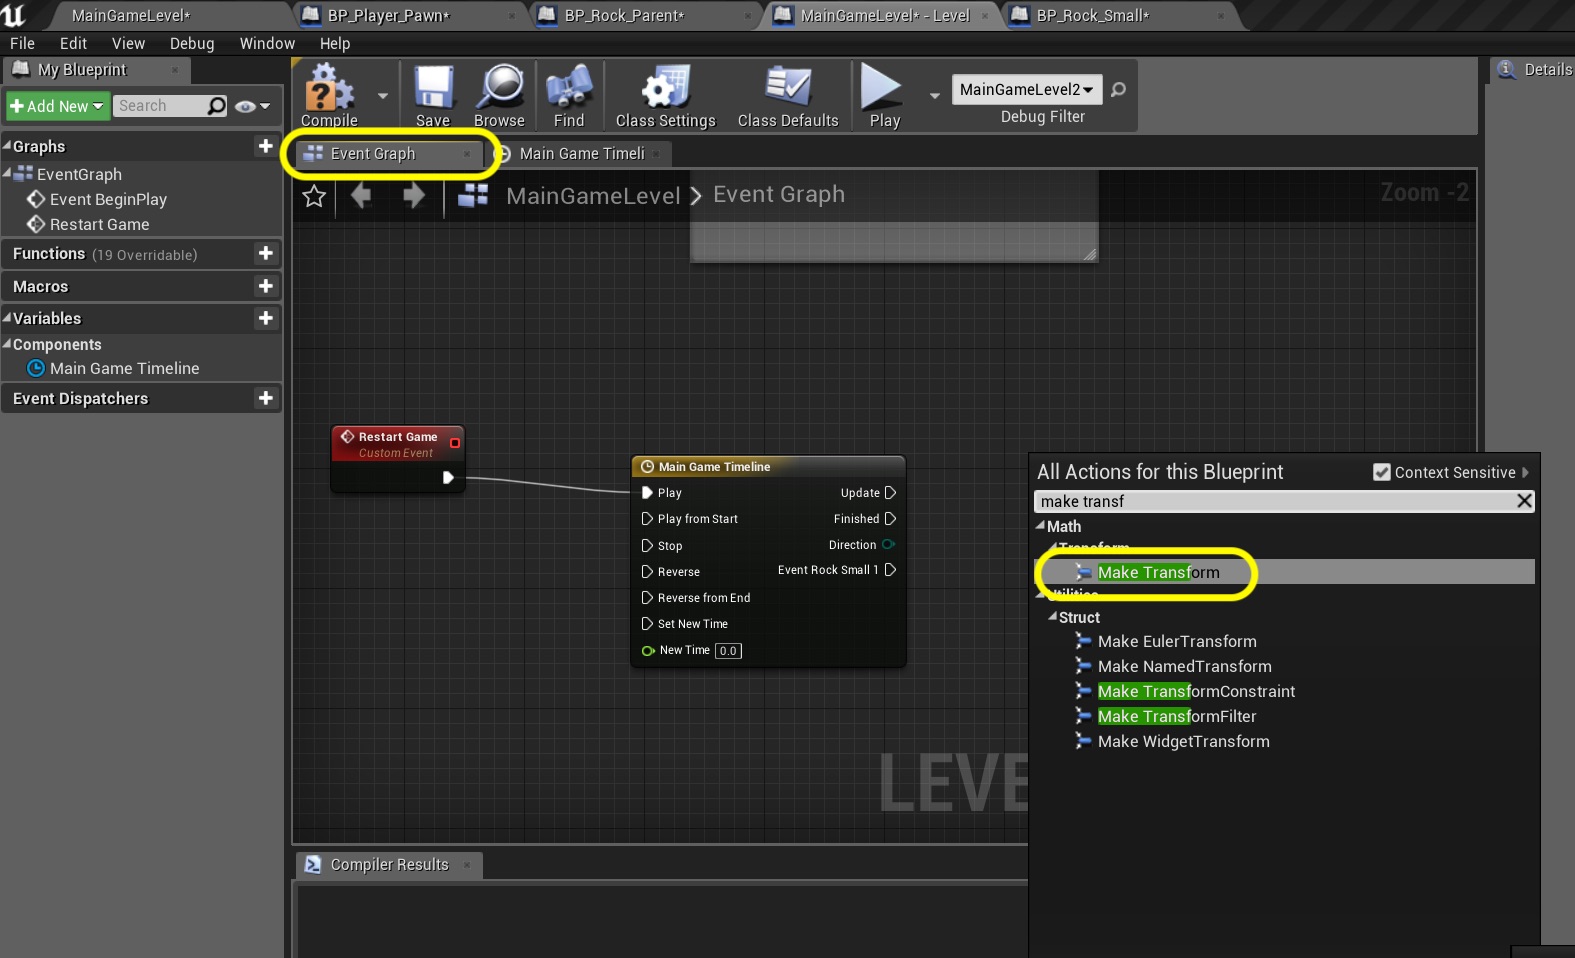 MainGameLevel*
BP_Player_Pawn*
BP_Rock_Parent*
MainGameLevel* - Level
BP_Rock_Small*
File Edit View Debug Window Help
My Blueprint
Add New
Search
Graphs
EventGraph
Event BeginPlay
Restart Game
Functions (19 Overridable)
Macros
Variables
Components
Main Game Timeline
Event Dispatchers
Compile
Save
Browse
Find
Class Settings
Class Defaults
Play
MainGameLevel2
Debug Filter
Details
Event Graph
Main Game Timeli
MainGameLevel > Event Graph
Zoom -2
Restart Game
Custom Event
Main Game Timeline
Play
Play from Start
Stop
Reverse
Reverse from End
Set New Time
New Time 0.0
Update
Finished
Direction
Event Rock Small 1
LEVE
All Actions for this Blueprint
Context Sensitive
make transf
Math
Transform
Make Transform
Utilities
Struct
Make EulerTransform
Make NamedTransform
Make TransformConstraint
Make TransformFilter
Make WidgetTransform
Compiler Results